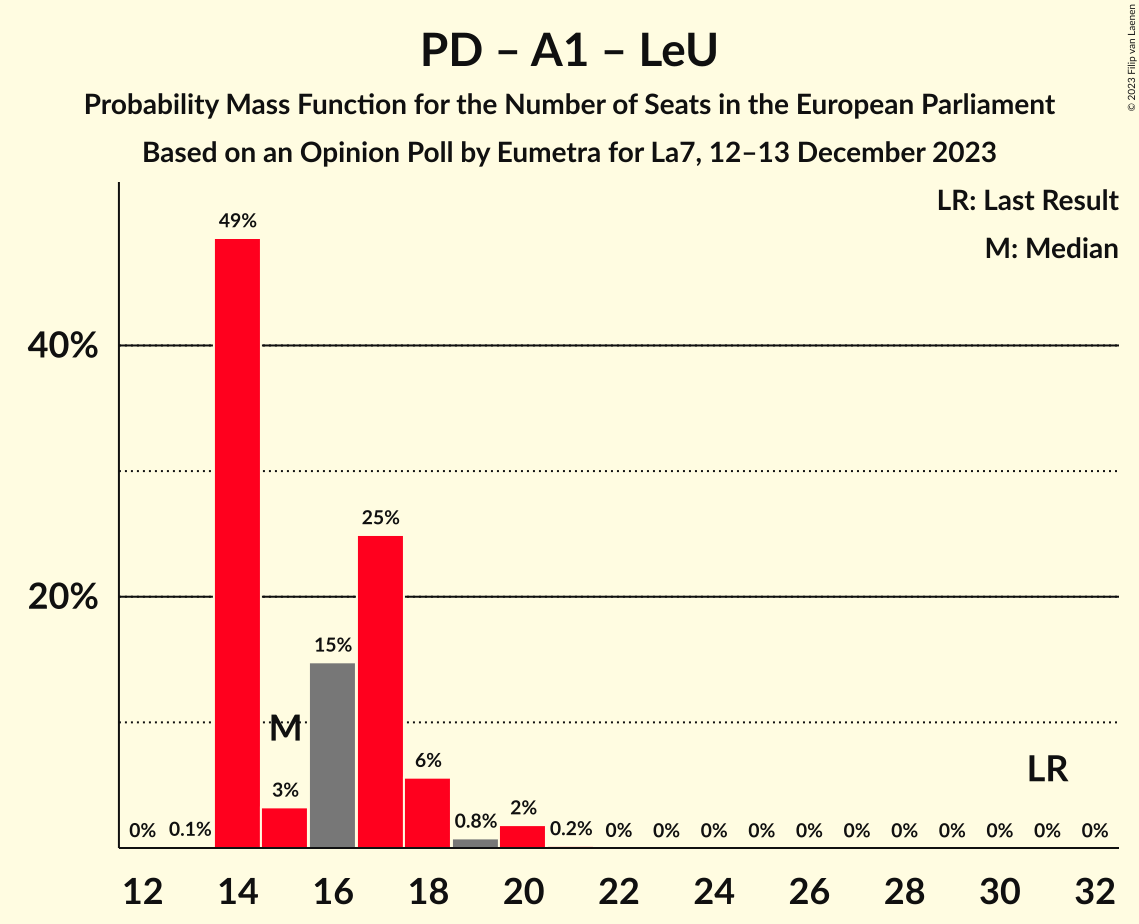 PD – A1 – LeU
Probability Mass Function for the Number of Seats in the European Parliament
Based on an Opinion Poll by Eumetra for La7, 12–13 December 2023
© 2023 Filip van Laenen
LR: Last Result
M: Median
49%
40%
25%
20%
15%
M
6%
LR
3%
2%
0% 0.1% 0.8% 0.2% 0% 0% 0% 0% 0% 0% 0% 0% 0% 0% 0%
12 14 16 18 20 22 24 26 28 30 32